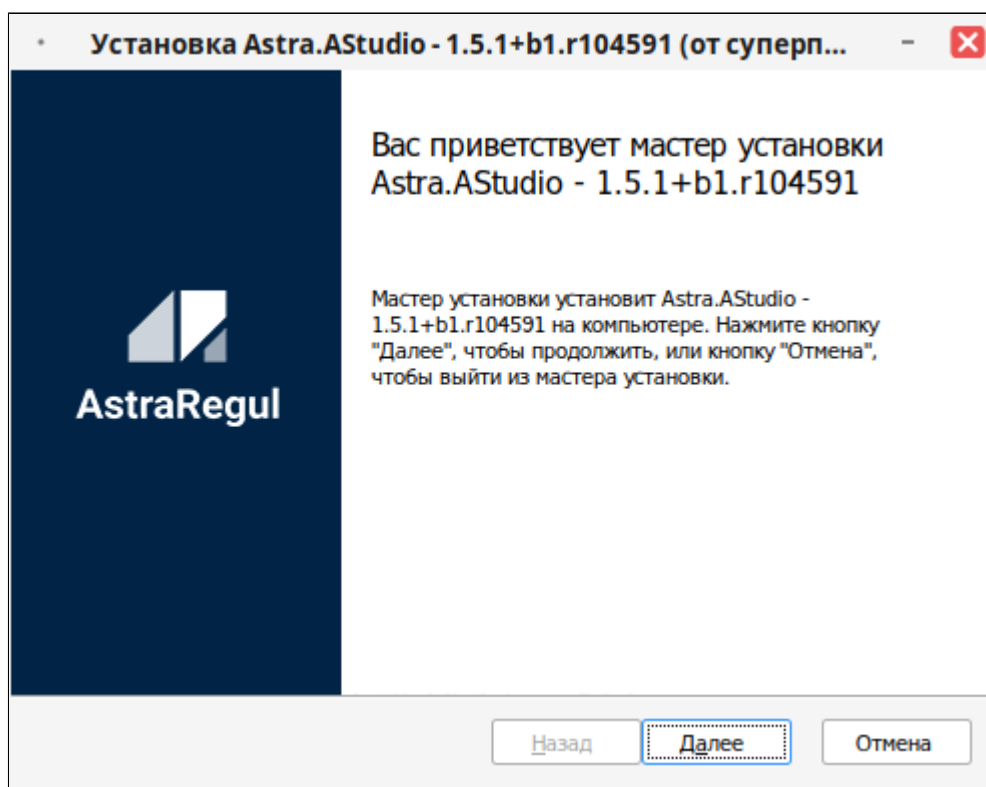 Установка Astra.AStudio - 1.5.1+b1.r104591 (от суперп...
Вас приветствует мастер установки
Astra.AStudio - 1.5.1+b1.r104591
Мастер установки установит Astra.AStudio -
1.5.1+b1.r104591 на компьютере. Нажмите кнопку
"Далее", чтобы продолжить, или кнопку "Отмена",
чтобы выйти из мастера установки.
AstraRegul
Назад Далее Отмена